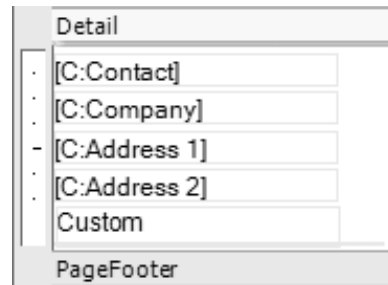 Detail
[C:Contact]
[C:Company]
[C:Address 1]
[C:Address 2]
Custom
PageFooter